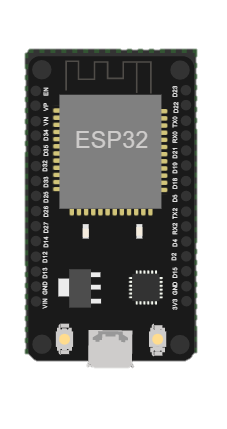 ESP32
EN
VP
VN
D34
D35
D32
D33
D25
D26
D27
D14
D12
D13
GND
VIN
D23
D22
TX0
RX0
D21
D19
D18
D5
TX2
RX2
D4
D2
D15
GND
3V3